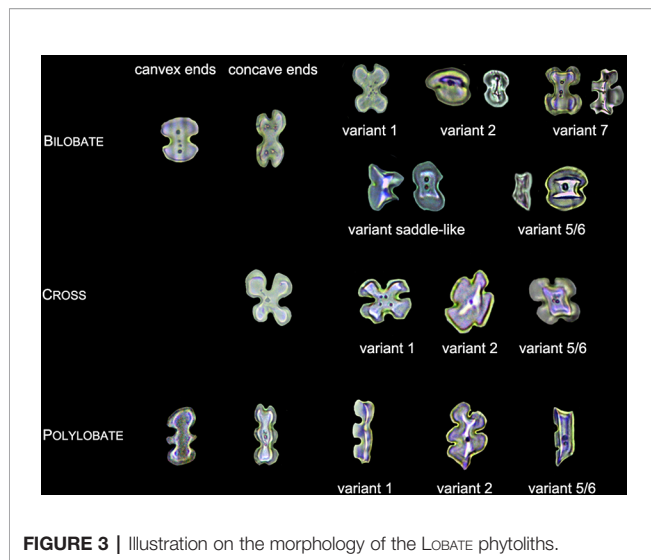 canvex ends concave ends
variant 1 variant 2 variant 7
BILOBATE
variant saddle-like variant 5/6
CROSS
variant 1 variant 2 variant 5/6
POLYLOBATE
variant 1 variant 2 variant 5/6
FIGURE 3 | Illustration on the morphology of the LOBATE phytoliths.